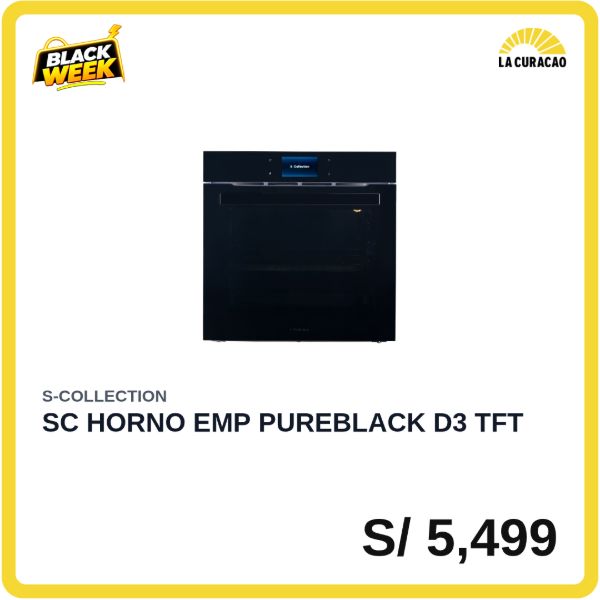 BLACK
WEEK
LA CURACAO
S-COLLECTION
SC HORNO EMP PUREBLACK D3 TFT
S/ 5,499